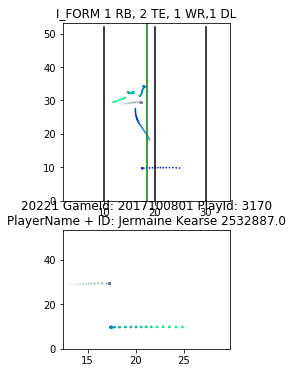 I_FORM 1 RB, 2 TE, 1 WR,1 DL
50
40
30
20
10
0
10 20 30
20221 GameId: 2017100801 PlayId: 3170
PlayerName + ID: Jermaine Kearse 2532887.0
40
20
0
15 20 25